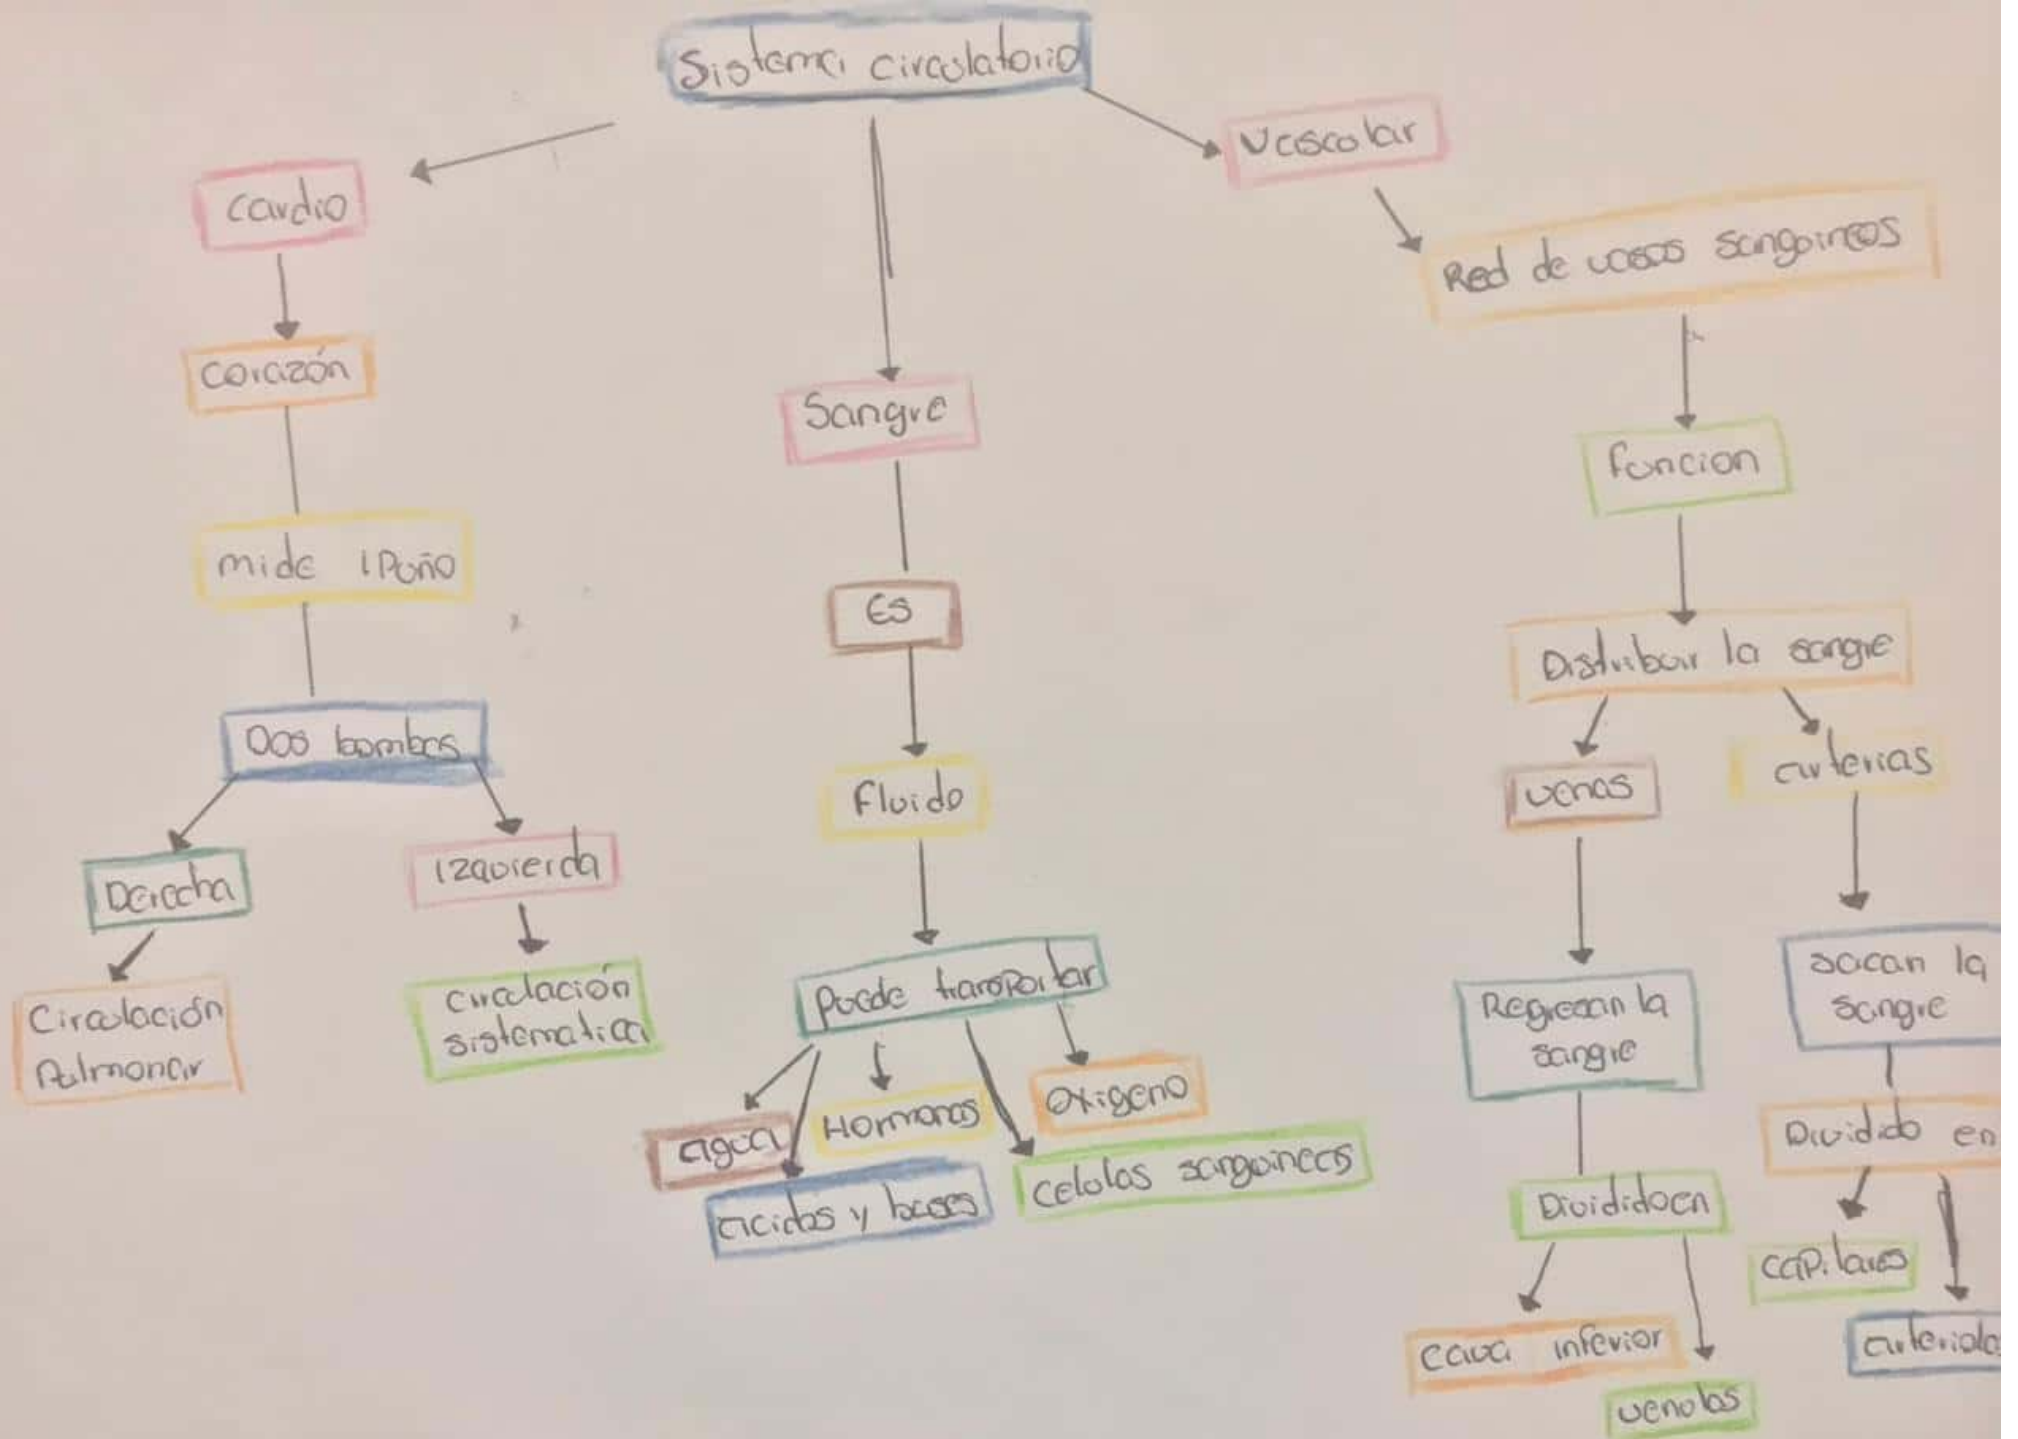 Sistema circulatorio
Cardio
Corazón
mide 1 Puño
Dos bombas
Derecha
Izquierda
Circulación
Pulmonar
Circulación
sistematica
Sangre
Es
Fluido
Puede transportar
agua
Hormonas
Oxigeno
acidos y bases
Celulas sanguineas
Vascular
Red de vasos sanguineos
funcion
Distribuir la sangre
venas
arterias
Regresan la
sangre
sacan la
sangre
Dividido en
Dividido en
Cava inferior
venulas
capilares
arteriolas